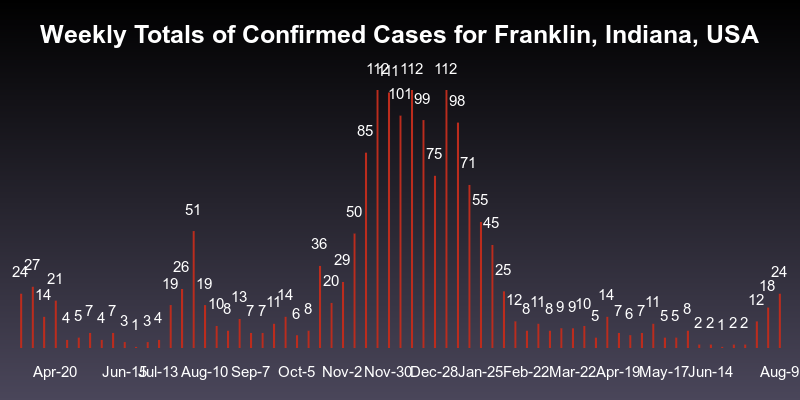 Weekly Totals of Confirmed Cases for Franklin, Indiana, USA
24 27 14 21 4 5 7 4 7 3 1 3 4 19 26 51 19 10 8 13 7 7 11 14 6 8 36 20 29 50 85 112 111 101 112 99 75 112 98 71 55 45 25 12 8 11 8 9 9 10 5 14 7 6 7 11 5 5 8 2 2 1 2 2 12 18 24
Apr-20 Jun-15 Jul-13 Aug-10 Sep-7 Oct-5 Nov-2 Nov-30 Dec-28 Jan-25 Feb-22 Mar-22 Apr-19 May-17 Jun-14 Aug-9